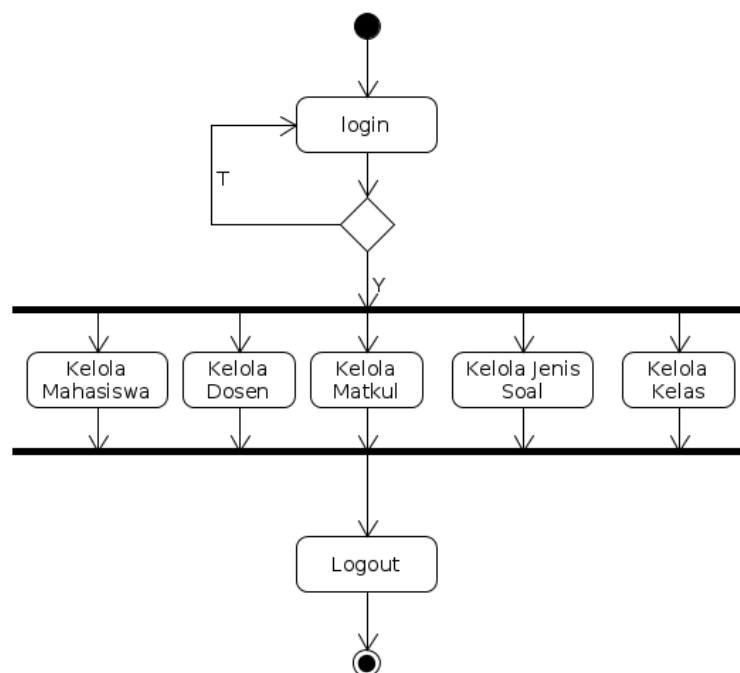 login
T
Y
Kelola
Mahasiswa
Kelola
Dosen
Kelola
Matkul
Kelola Jenis
Soal
Kelola
Kelas
Logout